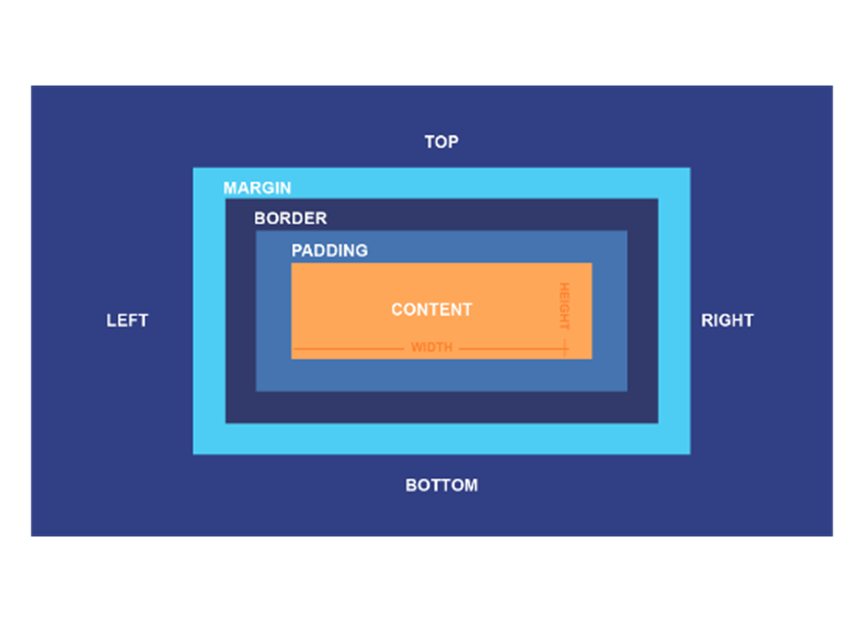 TOP
MARGIN
BORDER
PADDING
CONTENT
HEIGHT
LEFT
RIGHT
WIDTH
BOTTOM